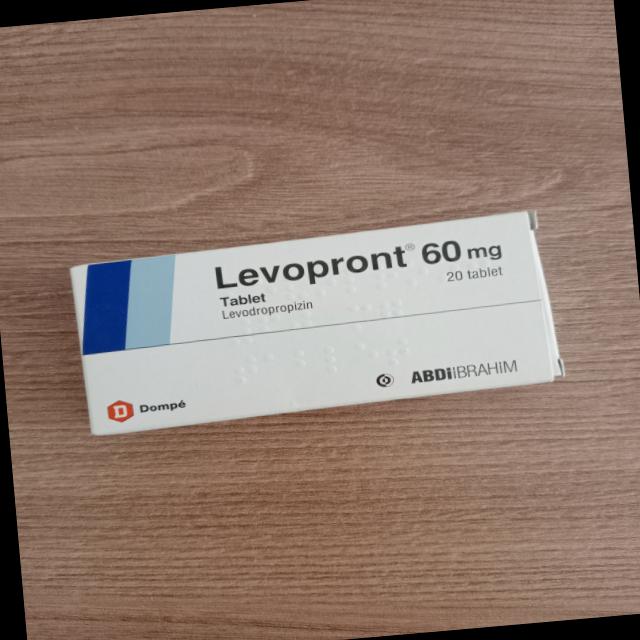 Levopront® 60 mg
Tablet
20 tablet
Levodropropizin
D Dompé
ABDİİBRAHİM